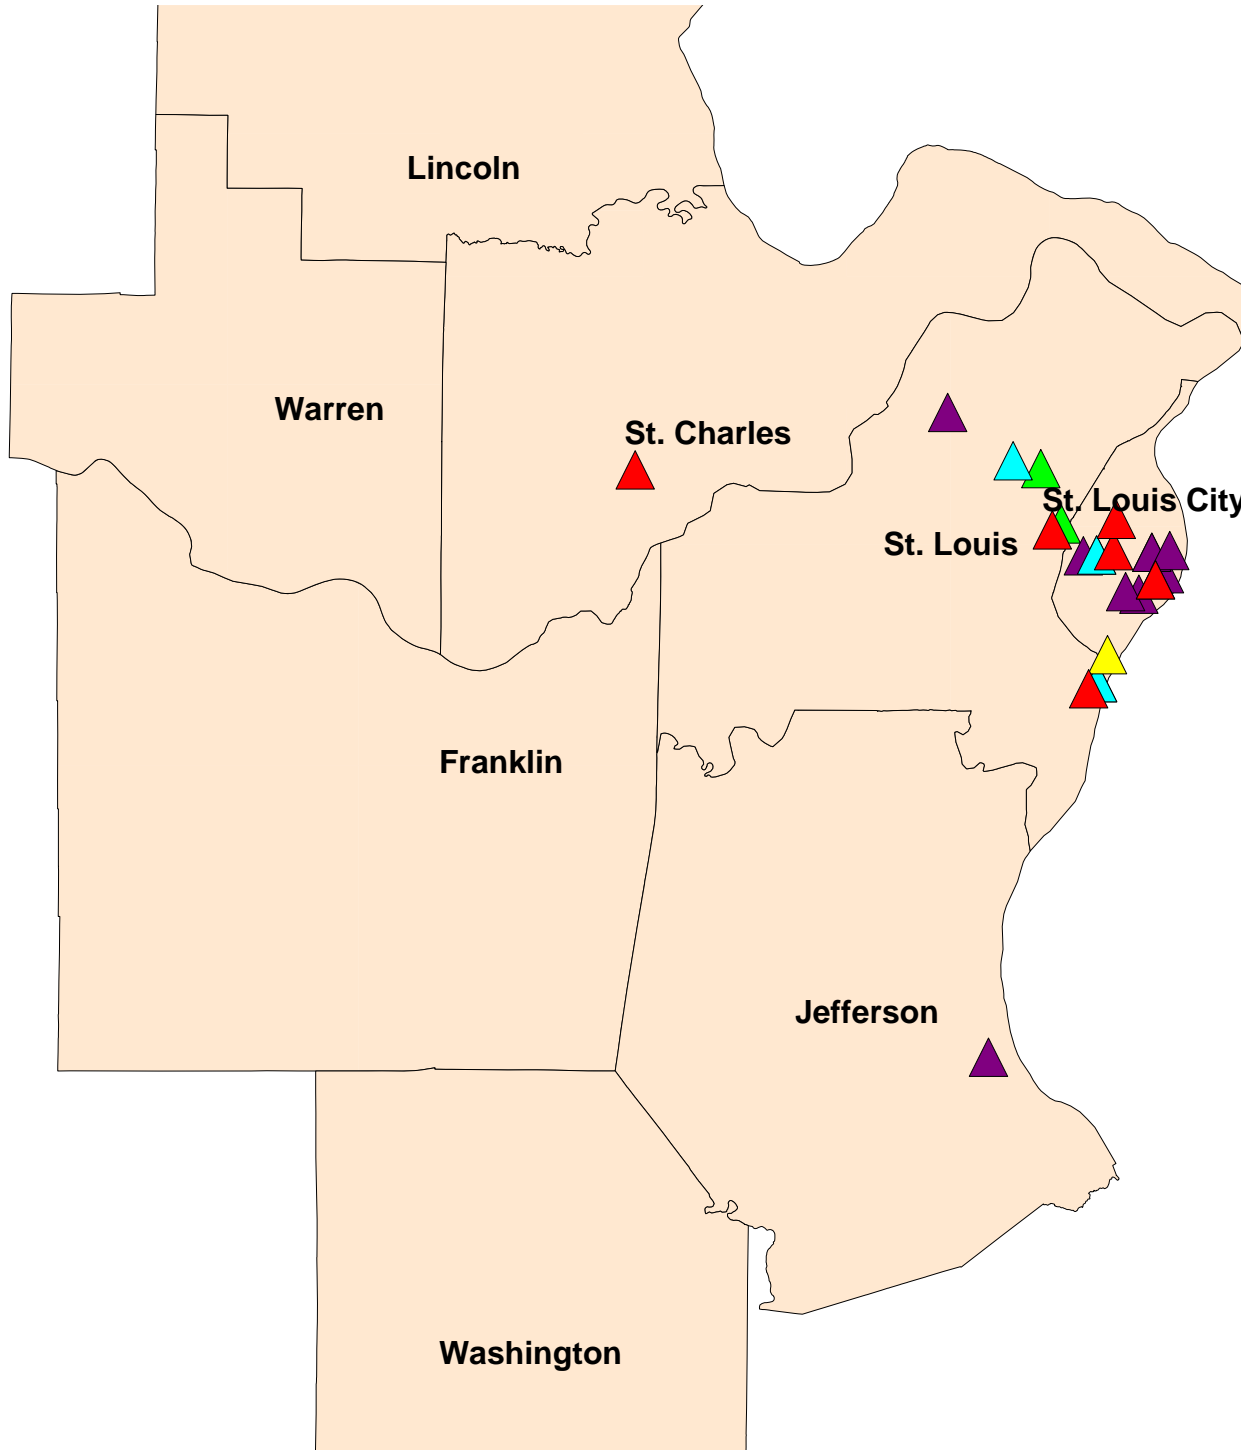 Lincoln
Warren
St. Charles
St. Louis City
St. Louis
Franklin
Jefferson
Washington